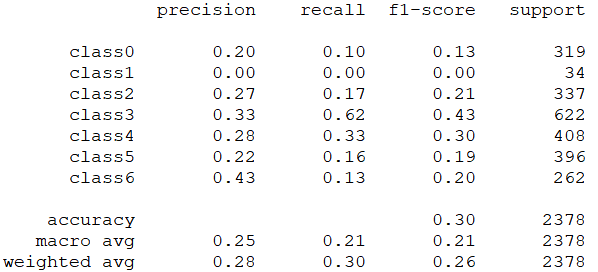 precision recall f1-score support
class0 0.20 0.10 0.13 319
class1 0.00 0.00 0.00 34
class2 0.27 0.17 0.21 337
class3 0.33 0.62 0.43 622
class4 0.28 0.33 0.30 408
class5 0.22 0.16 0.19 396
class6 0.43 0.13 0.20 262
accuracy 0.30 2378
macro avg 0.25 0.21 0.21 2378
weighted avg 0.28 0.30 0.26 2378